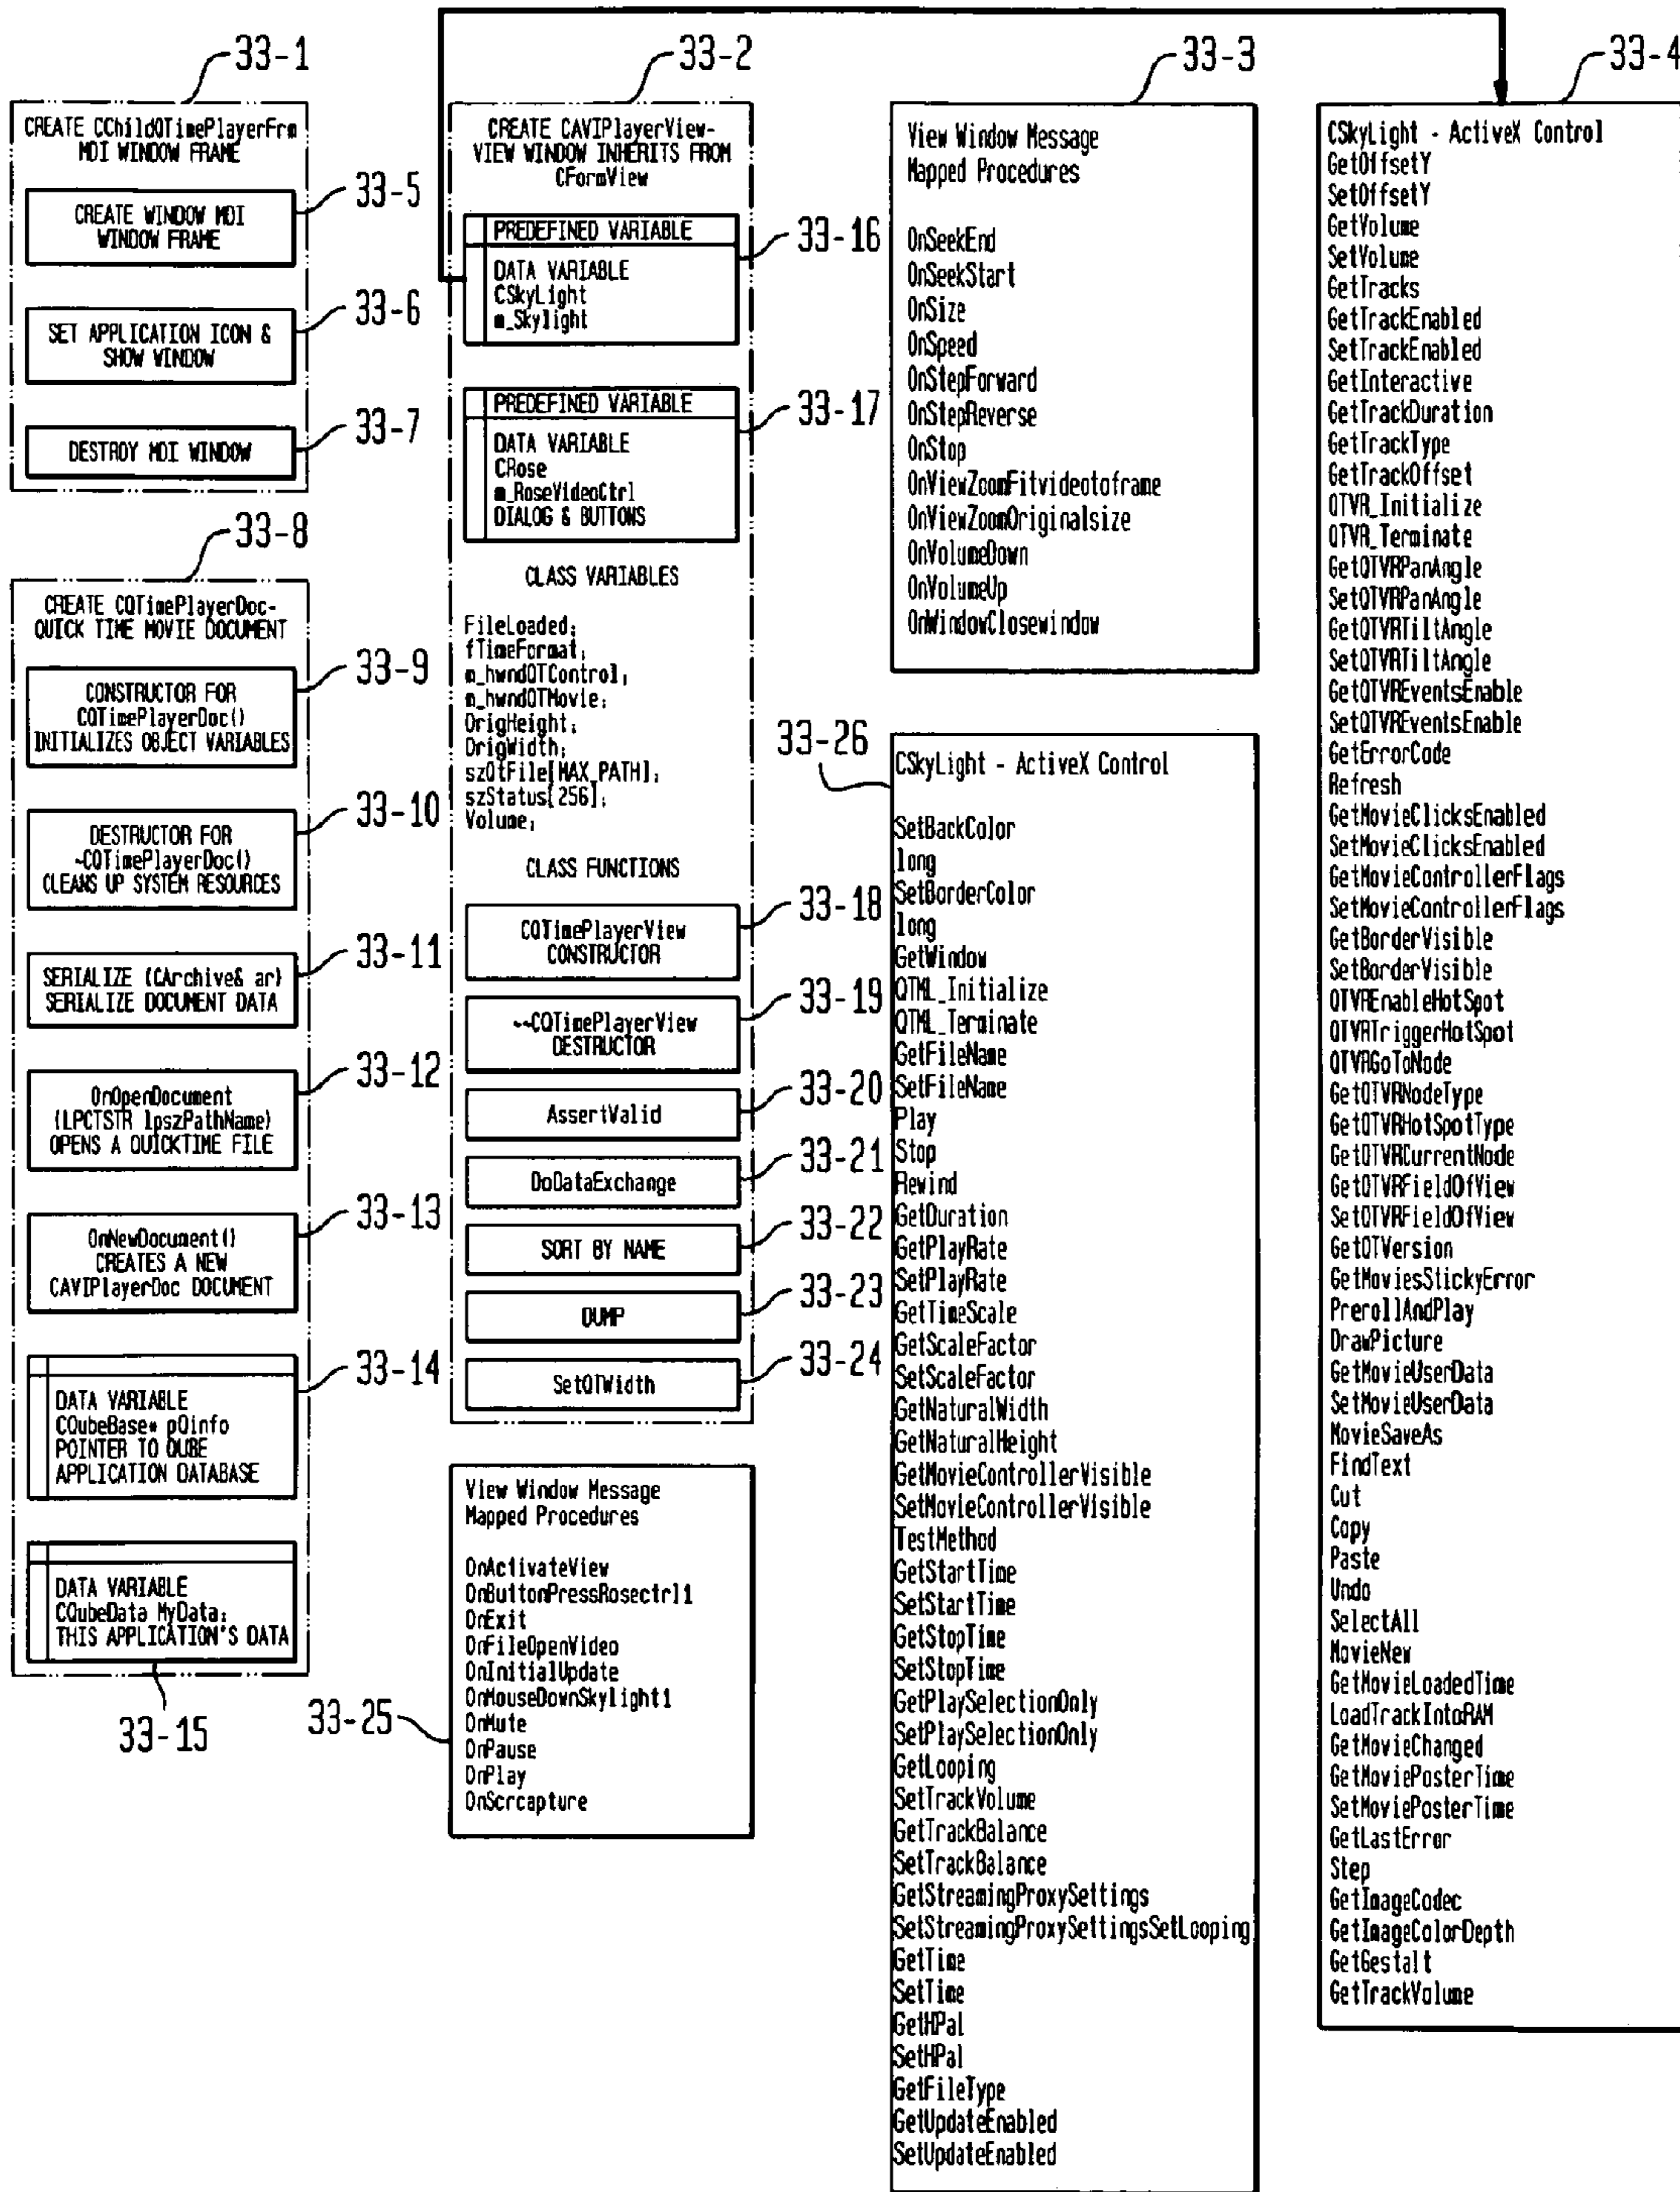 33-1
CREATE CChildQTimePlayerFrm
MDI WINDOW FRAME
CREATE WINDOW MDI
WINDOW FRAME
33-5
SET APPLICATION ICON &
SHOW WINDOW
33-6
DESTROY MDI WINDOW
33-7
33-8
CREATE CQTimePlayerDoc-
QUICK TIME MOVIE DOCUMENT
CONSTRUCTOR FOR
CQTimePlayerDoc()
INITIALIZES OBJECT VARIABLES
33-9
DESTRUCTOR FOR
~CQTimePlayerDoc()
CLEANS UP SYSTEM RESOURCES
33-10
SERIALIZE (CArchive& ar)
SERIALIZE DOCUMENT DATA
33-11
OnOpenDocument
(LPCTSTR lpszPathName)
OPENS A QUICKTIME FILE
33-12
OnNewDocument()
CREATES A NEW
CAVIPlayerDoc DOCUMENT
33-13
DATA VARIABLE
CQubeBase* pQinfo
POINTER TO QUBE
APPLICATION DATABASE
33-14
DATA VARIABLE
CQubeData MyData;
THIS APPLICATION'S DATA
33-15
33-2
CREATE CAVIPlayerView-
VIEW WINDOW INHERITS FROM
CFormView
PREDEFINED VARIABLE
DATA VARIABLE
CSkyLight
m_Skylight
33-16
PREDEFINED VARIABLE
DATA VARIABLE
CRose
m_RoseVideoCtrl
DIALOG & BUTTONS
33-17
CLASS VARIABLES
FileLoaded;
fTimeFormat;
m_hwndQTControl;
m_hwndQTMovie;
OrigHeight;
OrigWidth;
szQtFile[MAX_PATH];
szStatus[256];
Volume;
CLASS FUNCTIONS
CQTimePlayerView
CONSTRUCTOR
33-18
~~CQTimePlayerView
DESTRUCTOR
33-19
AssertValid
33-20
DoDataExchange
33-21
SORT BY NAME
33-22
DUMP
33-23
SetQTWidth
33-24
View Window Message
Mapped Procedures
OnActivateView
OnButtonPressRosectrl1
OnExit
OnFileOpenVideo
OnInitialUpdate
OnMouseDownSkylight1
OnMute
OnPause
OnPlay
OnScrcapture
33-25
33-3
View Window Message
Mapped Procedures
OnSeekEnd
OnSeekStart
OnSize
OnSpeed
OnStepForward
OnStepReverse
OnStop
OnViewZoomFitvideotoframe
OnViewZoomOriginalsize
OnVolumeDown
OnVolumeUp
OnWindowClosewindow
33-26
CSkyLight - ActiveX Control
SetBackColor
long
SetBorderColor
long
GetWindow
QTML_Initialize
QTML_Terminate
GetFileName
SetFileName
Play
Stop
Rewind
GetDuration
GetPlayRate
SetPlayRate
GetTimeScale
GetScaleFactor
SetScaleFactor
GetNaturalWidth
GetNaturalHeight
GetMovieControllerVisible
SetMovieControllerVisible
TestMethod
GetStartTime
SetStartTime
GetStopTime
SetStopTime
GetPlaySelectionOnly
SetPlaySelectionOnly
GetLooping
SetTrackVolume
GetTrackBalance
SetTrackBalance
GetStreamingProxySettings
SetStreamingProxySettingsSetLooping
GetTime
SetTime
GetHPal
SetHPal
GetFileType
GetUpdateEnabled
SetUpdateEnabled
33-4
CSkyLight - ActiveX Control
GetOffsetY
SetOffsetY
GetVolume
SetVolume
GetTracks
GetTrackEnabled
SetTrackEnabled
GetInteractive
GetTrackDuration
GetTrackType
GetTrackOffset
QTVR_Initialize
QTVR_Terminate
GetQTVRPanAngle
SetQTVRPanAngle
GetQTVRTiltAngle
SetQTVRTiltAngle
GetQTVREventsEnable
SetQTVREventsEnable
GetErrorCode
Refresh
GetMovieClicksEnabled
SetMovieClicksEnabled
GetMovieControllerFlags
SetMovieControllerFlags
GetBorderVisible
SetBorderVisible
QTVREnableHotSpot
QTVRTriggerHotSpot
QTVRGoToNode
GetQTVRNodeType
GetQTVRHotSpotType
GetQTVRCurrentNode
GetQTVRFieldOfView
SetQTVRFieldOfView
GetQTVersion
GetMoviesStickyError
PrerollAndPlay
DrawPicture
GetMovieUserData
SetMovieUserData
MovieSaveAs
FindText
Cut
Copy
Paste
Undo
SelectAll
MovieNew
GetMovieLoadedTime
LoadTrackIntoRAM
GetMovieChanged
GetMoviePosterTime
SetMoviePosterTime
GetLastError
Step
GetImageCodec
GetImageColorDepth
GetGestalt
GetTrackVolume